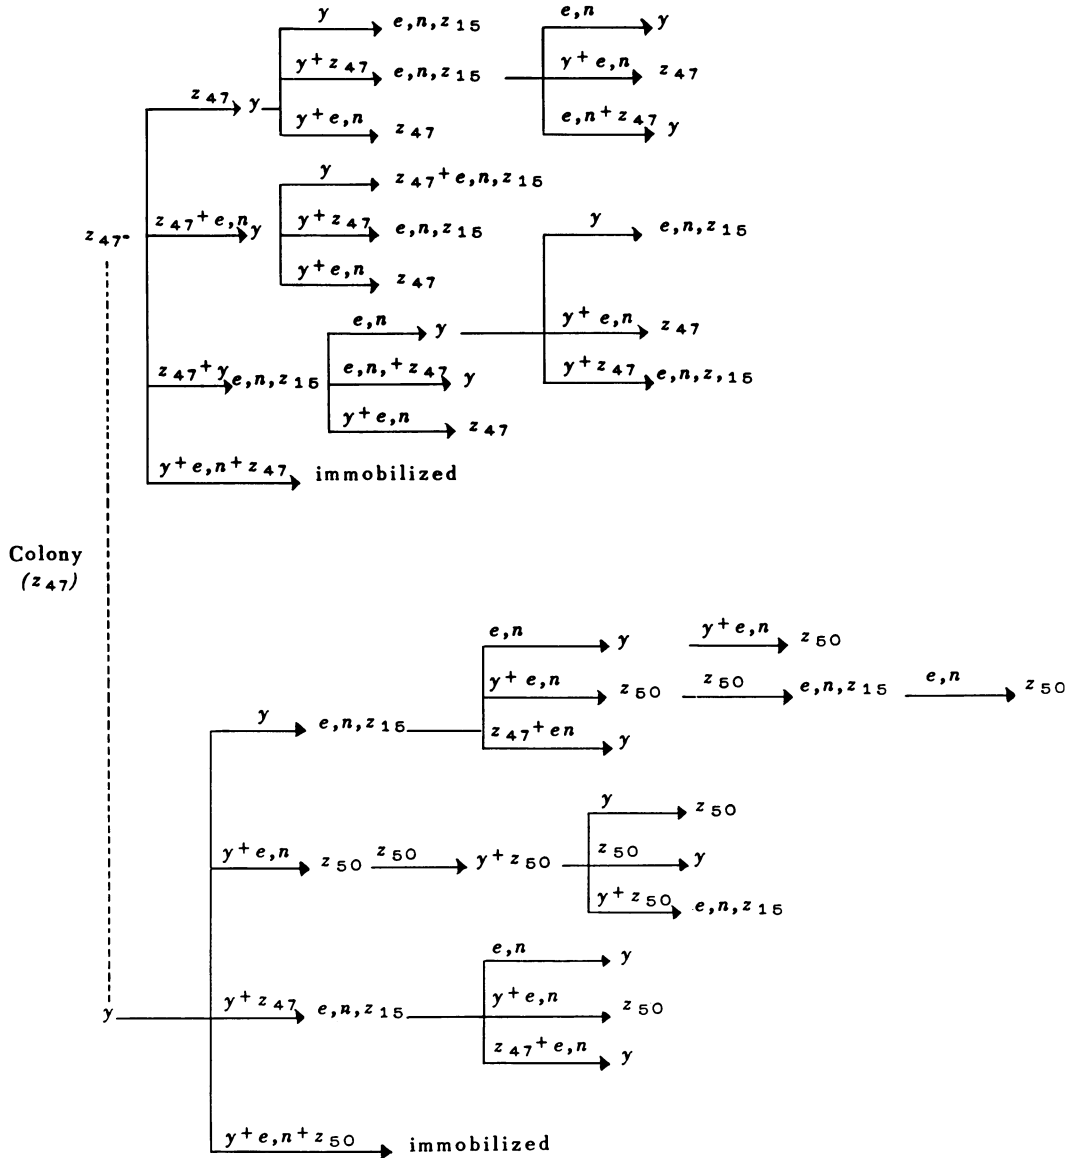 y e,n,z15 e,n y
y+z47 e,n,z15 y+e,n z47
z47 y y+e,n z47 e,n+z47 y
y z47+e,n,z15
z47- z47+e,n y y+z47 e,n,z15 y e,n,z15
y+e,n z47
e,n y y+e,n z47
z47+y e,n,z15 e,n,+z47 y y+z47 e,n,z,15
y+e,n z47
y+e,n+z47 immobilized
Colony
(z47)
e,n y y+e,n z50
y+e,n z50 z50 e,n,z15 e,n z50
y e,n,z15 z47+en y
y z50
y+e,n z50 z50 y+z50 z50 y
y+z50 e,n,z15
e,n y
y y+z47 e,n,z15 y+e,n z50
z47+e,n y
y+e,n+z50 immobilized